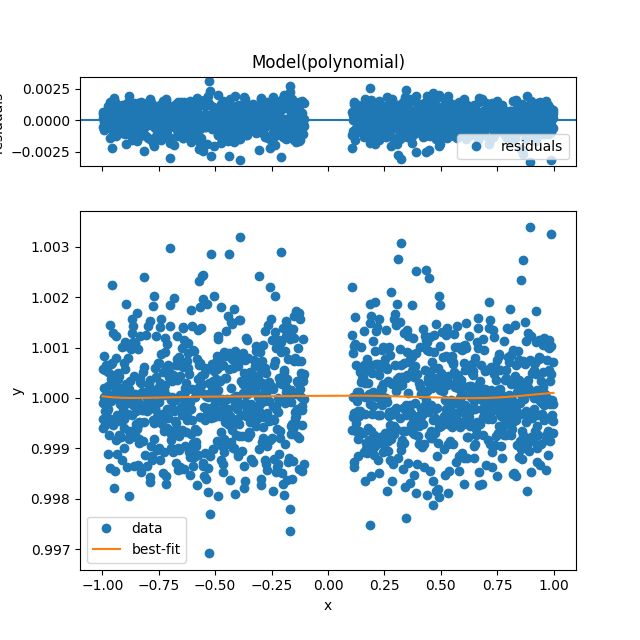 Model(polynomial)
0.0025
0.0000
−0.0025
residuals
residuals
1.003
1.002
1.001
1.000
0.999
0.998
0.997
y
data
best-fit
−1.00 −0.75 −0.50 −0.25 0.00 0.25 0.50 0.75 1.00
x